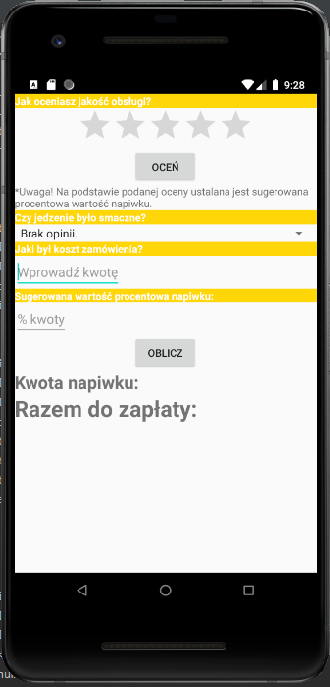 9:28
Jak oceniasz jakość obsługi?
OCEŃ
*Uwaga! Na podstawie podanej oceny ustalana jest sugerowana
procentowa wartość napiwku.
Czy jedzenie było smaczne?
Brak opinii
Jaki był koszt zamówienia?
Wprowadź kwotę
Sugerowana wartość procentowa napiwku:
% kwoty
OBLICZ
Kwota napiwku:
Razem do zapłaty: